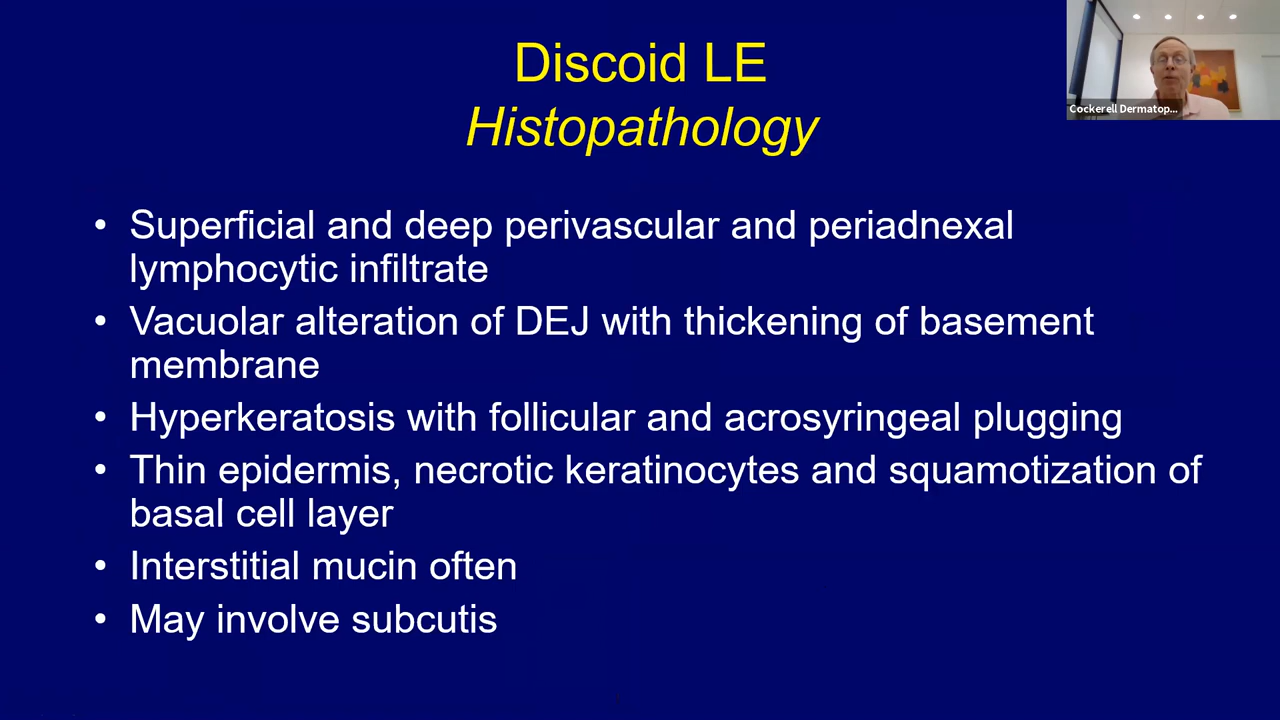 Discoid LE
Histopathology
Cockerell Dermatop...
• Superficial and deep perivascular and periadnexal
lymphocytic infiltrate
• Vacuolar alteration of DEJ with thickening of basement
membrane
• Hyperkeratosis with follicular and acrosyringeal plugging
• Thin epidermis, necrotic keratinocytes and squamotization of
basal cell layer
• Interstitial mucin often
• May involve subcutis